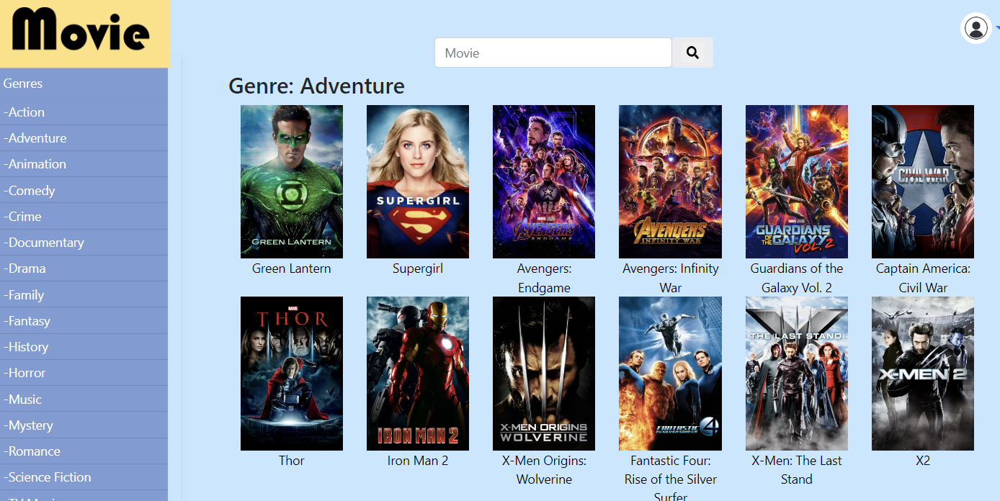 Movie
Movie
Genres
-Action
-Adventure
-Animation
-Comedy
-Crime
-Documentary
-Drama
-Family
-Fantasy
-History
-Horror
-Music
-Mystery
-Romance
-Science Fiction
Genre: Adventure
GREEN LANTERN
SUPERGIRL
AVENGERS
ENDGAME
AVENGERS
INFINITY WAR
GUARDIANS
OF THE GALAXY
VOL. 2
CAPTAIN AMERICA
CIVIL WAR
Green Lantern
Supergirl
Avengers:
Endgame
Avengers: Infinity
War
Guardians of the
Galaxy Vol. 2
Captain America:
Civil War
MARVEL
THOR
IRON MAN 2
X-MEN ORIGINS
WOLVERINE
FANTASTIC 4
THE LAST STAND
X-MEN 2
Thor
Iron Man 2
X-Men Origins:
Wolverine
Fantastic Four:
Rise of the Silver
Surfer
X-Men: The Last
Stand
X2